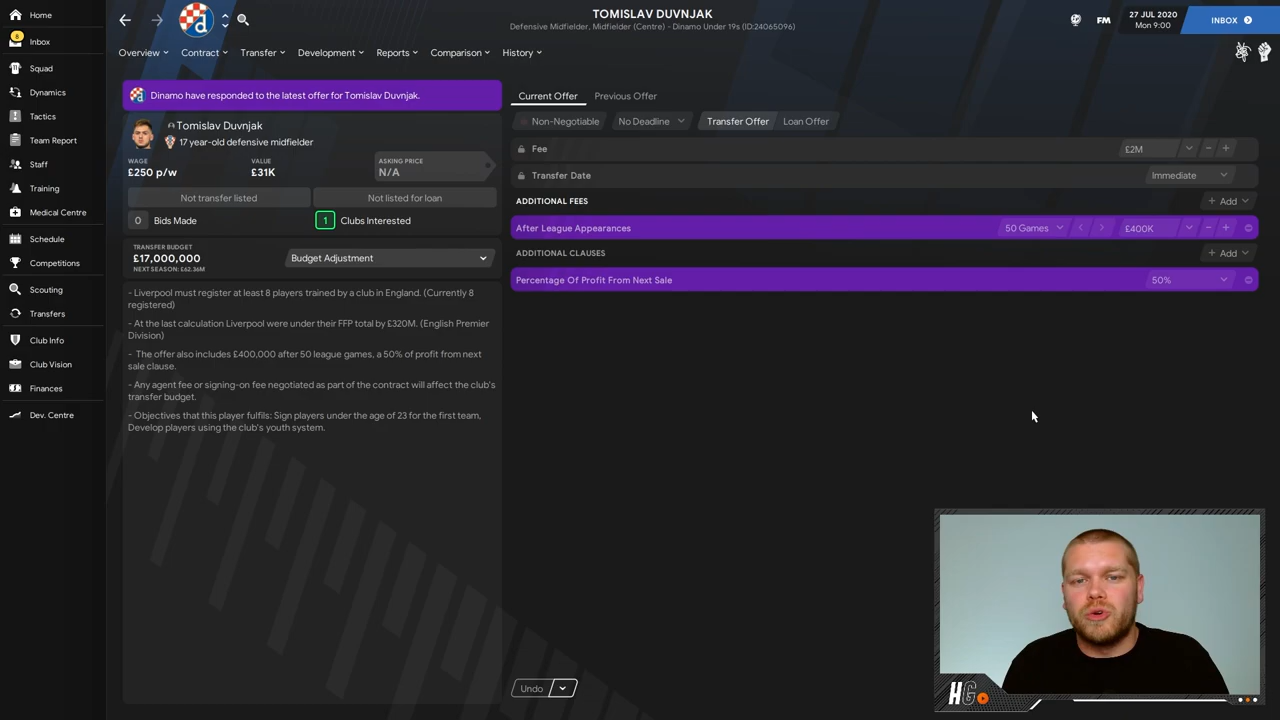 Home
8
Inbox
Squad
Dynamics
Tactics
Team Report
Staff
Training
Medical Centre
Schedule
Competitions
Scouting
Transfers
Club Info
Club Vision
Finances
Dev. Centre
TOMISLAV DUVNJAK
Defensive Midfielder, Midfielder (Centre) - Dinamo Under 19s (ID:24065096)
FM
27 JUL 2020
Mon 9:00
INBOX
Overview
Contract
Transfer
Development
Reports
Comparison
History
Dinamo have responded to the latest offer for Tomislav Duvnjak.
Tomislav Duvnjak
17 year-old defensive midfielder
WAGE
£250 p/w
VALUE
£31K
ASKING PRICE
N/A
Not transfer listed
Not listed for loan
0 Bids Made
1 Clubs Interested
TRANSFER BUDGET
£17,000,000
NEXT SEASON: £62.36M
Budget Adjustment
- Liverpool must register at least 8 players trained by a club in England. (Currently 8
registered)
- At the last calculation Liverpool were under their FFP total by £320M. (English Premier
Division)
- The offer also includes £400,000 after 50 league games, a 50% of profit from next
sale clause.
- Any agent fee or signing-on fee negotiated as part of the contract will affect the club's
transfer budget.
- Objectives that this player fulfils: Sign players under the age of 23 for the first team,
Develop players using the club's youth system.
Current Offer
Previous Offer
Non-Negotiable
No Deadline
Transfer Offer
Loan Offer
Fee
£2M
Transfer Date
Immediate
ADDITIONAL FEES
+ Add
After League Appearances
50 Games
£400K
ADDITIONAL CLAUSES
+ Add
Percentage Of Profit From Next Sale
50%
Undo
HG